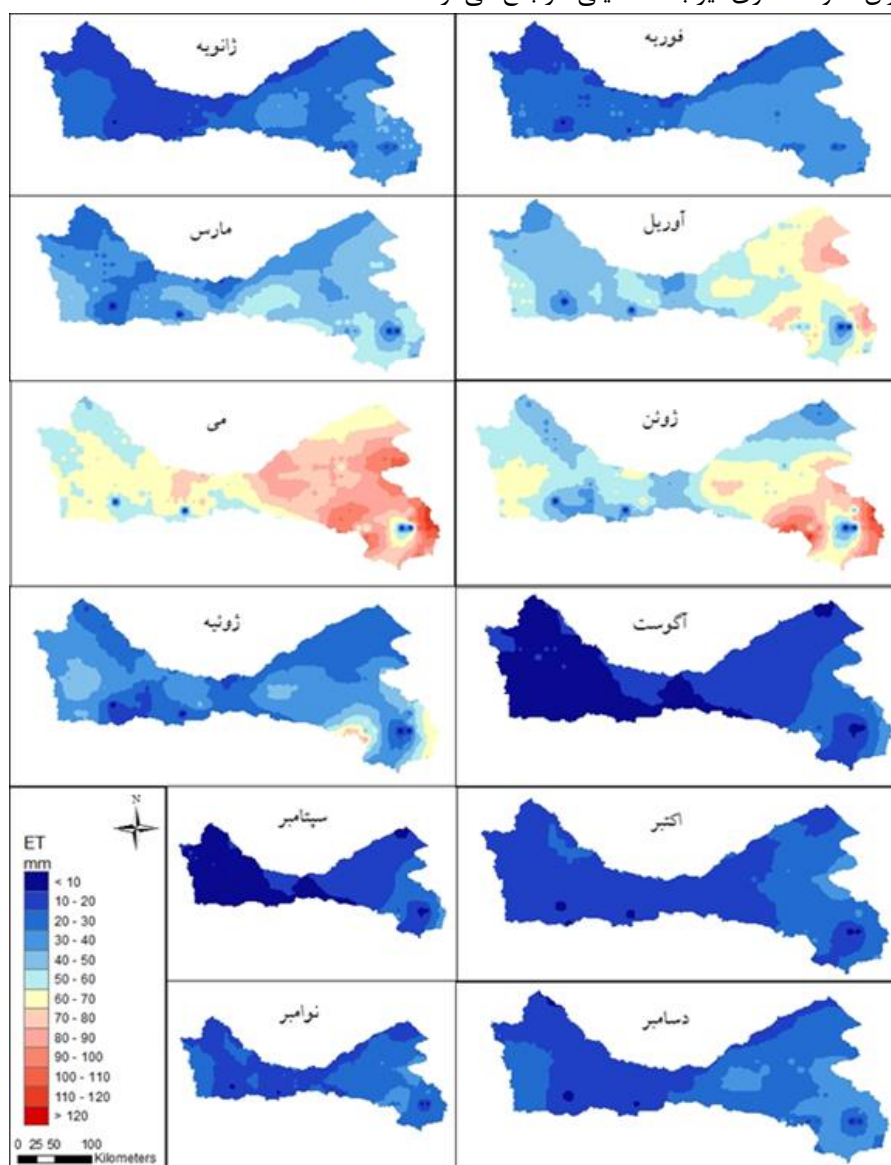 ژانویه
فوریه
مارس
آوریل
می
ژوئن
ژوئیه
آگوست
سپتامبر
اکتبر
نوامبر
دسامبر
N
ET
mm
< 10
10 - 20
20 - 30
30 - 40
40 - 50
50 - 60
60 - 70
70 - 80
80 - 90
90 - 100
100 - 110
110 - 120
> 120
0 25 50 100
Kilometers